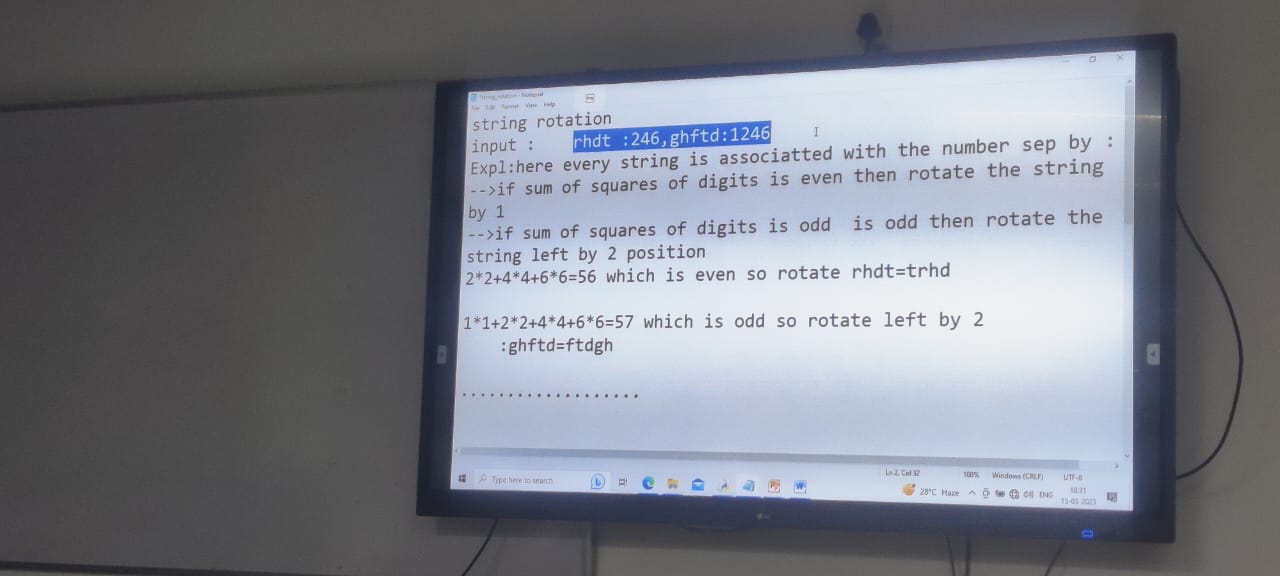 String_rotation - Notepad
File Edit Format View Help
string rotation
input : rhdt :246,ghftd:1246
Expl:here every string is associatted with the number sep by :
-->if sum of squares of digits is even then rotate the string
by 1
-->if sum of squares of digits is odd is odd then rotate the
string left by 2 position
2*2+4*4+6*6=56 which is even so rotate rhdt=trhd
1*1+2*2+4*4+6*6=57 which is odd so rotate left by 2
:ghftd=ftdgh
...................
Ln 2, Col 32 100% Windows (CRLF) UTF-8
Type here to search
28°C Haze ENG
18:31
15-03-2023
LG